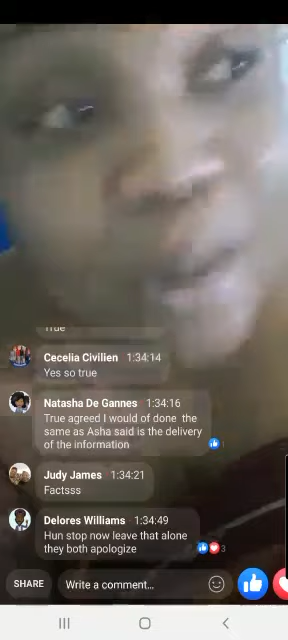 True
Cecelia Civilien 1:34:14
Yes so true
Natasha De Gannes 1:34:16
True agreed I would of done the
same as Asha said is the delivery
of the information
Judy James 1:34:21
Factsss
Delores Williams 1:34:49
Hun stop now leave that alone
they both apologize
3
SHARE
Write a comment...